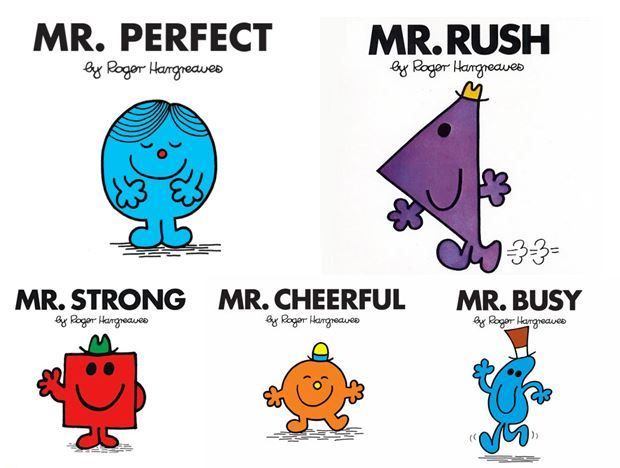 MR. PERFECT
by Roger Hargreaves
MR. RUSH
by Roger Hargreaves
MR. STRONG
by Roger Hargreaves
MR. CHEERFUL
by Roger Hargreaves
MR. BUSY
by Roger Hargreaves